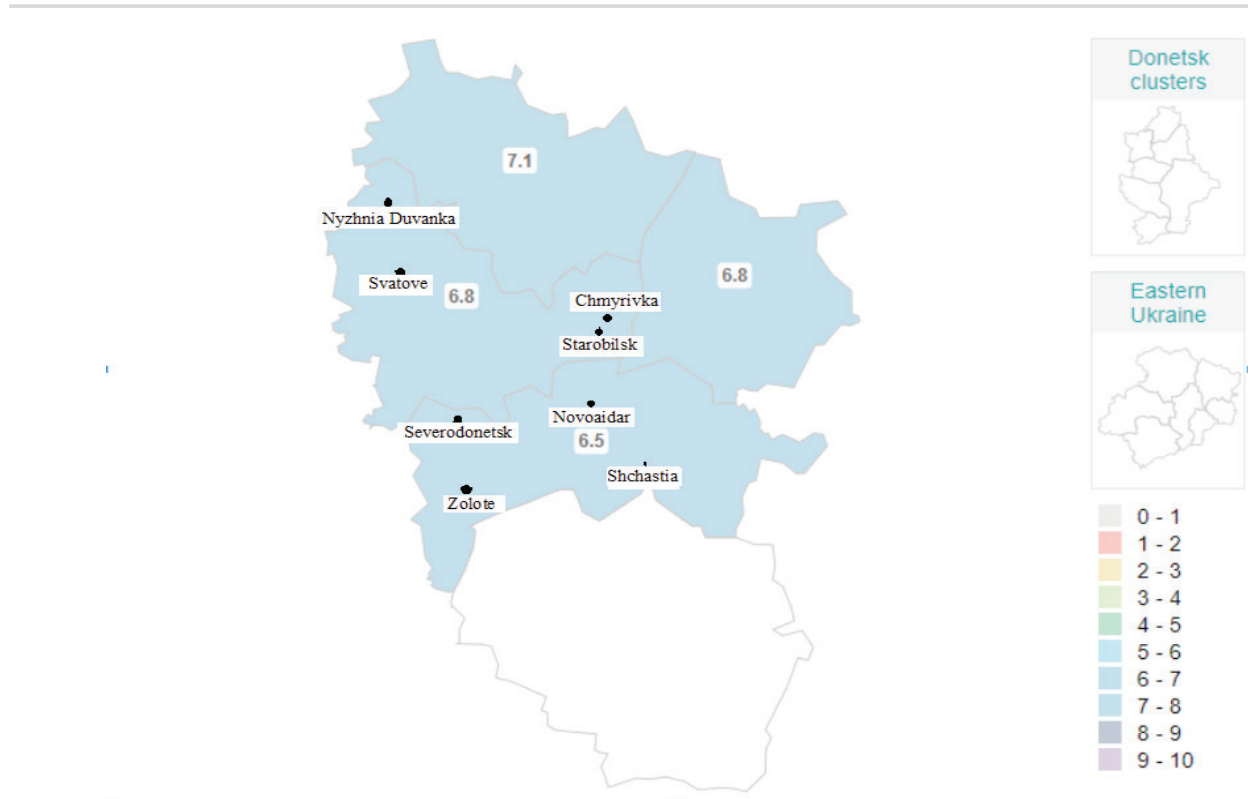 7.1
Nyzhnia Duvanka
Svatove
6.8
6.8
Chmyrivka
Starobilsk
Novoaidar
Severodonetsk
6.5
Shchastia
Zolote
Donetsk
clusters
Eastern
Ukraine
0 - 1
1 - 2
2 - 3
3 - 4
4 - 5
5 - 6
6 - 7
7 - 8
8 - 9
9 - 10